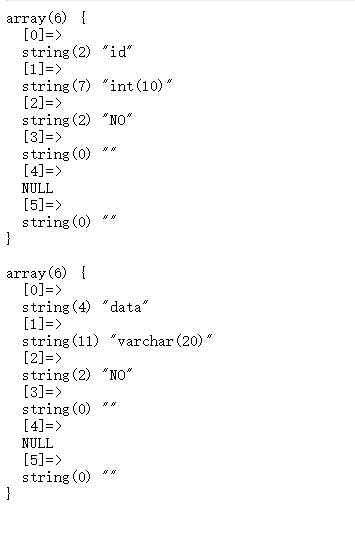 array(6) {
  [0]=>
  string(2) "id"
  [1]=>
  string(7) "int(10)"
  [2]=>
  string(2) "NO"
  [3]=>
  string(0) ""
  [4]=>
  NULL
  [5]=>
  string(0) ""
}
array(6) {
  [0]=>
  string(4) "data"
  [1]=>
  string(11) "varchar(20)"
  [2]=>
  string(2) "NO"
  [3]=>
  string(0) ""
  [4]=>
  NULL
  [5]=>
  string(0) ""
}